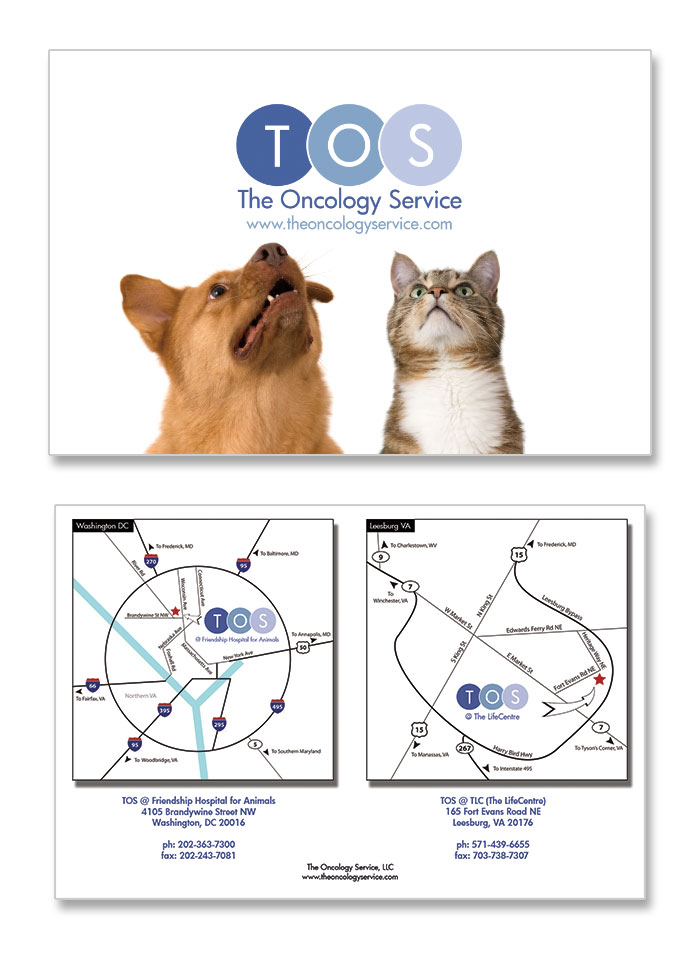 T O S
The Oncology Service
www.theoncologyservice.com
Washington DC
To Frederick, MD
270
To Baltimore, MD
95
River Rd
Wisconsin Ave
Connecticut Ave
Brandywine St NW
TOS
@ Friendship Hospital for Animals
Nebraska Ave
Foxhall Rd
Massachusetts Ave
New York Ave
To Annapolis, MD
50
66
To Fairfax, VA
Northern VA
395
295
495
95
To Woodbridge, VA
5
To Southern Maryland
Leesburg VA
To Charlestown, WV
9
To Frederick, MD
15
7
To Winchester, VA
N King St
Leesburg Bypass
W Market St
Edwards Ferry Rd NE
Heritage Way NE
S King St
E Market St
Fort Evans Rd NE
TOS
@ The LifeCentre
15
To Manassas, VA
267
Harry Bird Hwy
To Interstate 495
7
To Tyson's Corner, VA
TOS @ Friendship Hospital for Animals
4105 Brandywine Street NW
Washington, DC 20016
ph: 202-363-7300
fax: 202-243-7081
TOS @ TLC (The LifeCentre)
165 Fort Evans Road NE
Leesburg, VA 20176
ph: 571-439-6655
fax: 703-738-7307
The Oncology Service, LLC
www.theoncologyservice.com